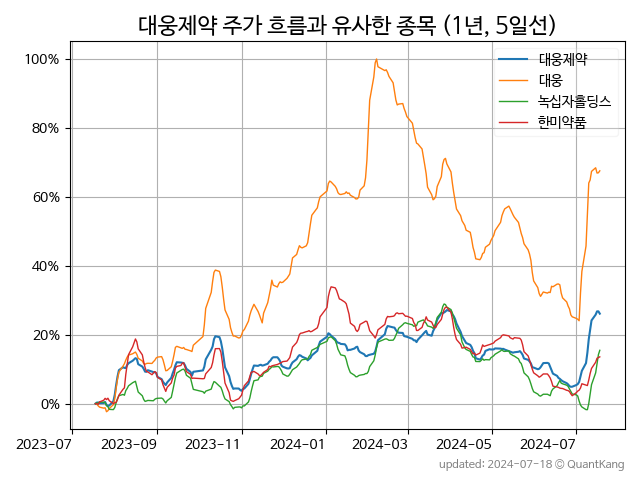 대웅제약 주가 흐름과 유사한 종목 (1년, 5일선)
대웅제약
대웅
녹십자홀딩스
한미약품
100%
80%
60%
40%
20%
0%
2023-07 2023-09 2023-11 2024-01 2024-03 2024-05 2024-07
updated: 2024-07-18 © QuantKang